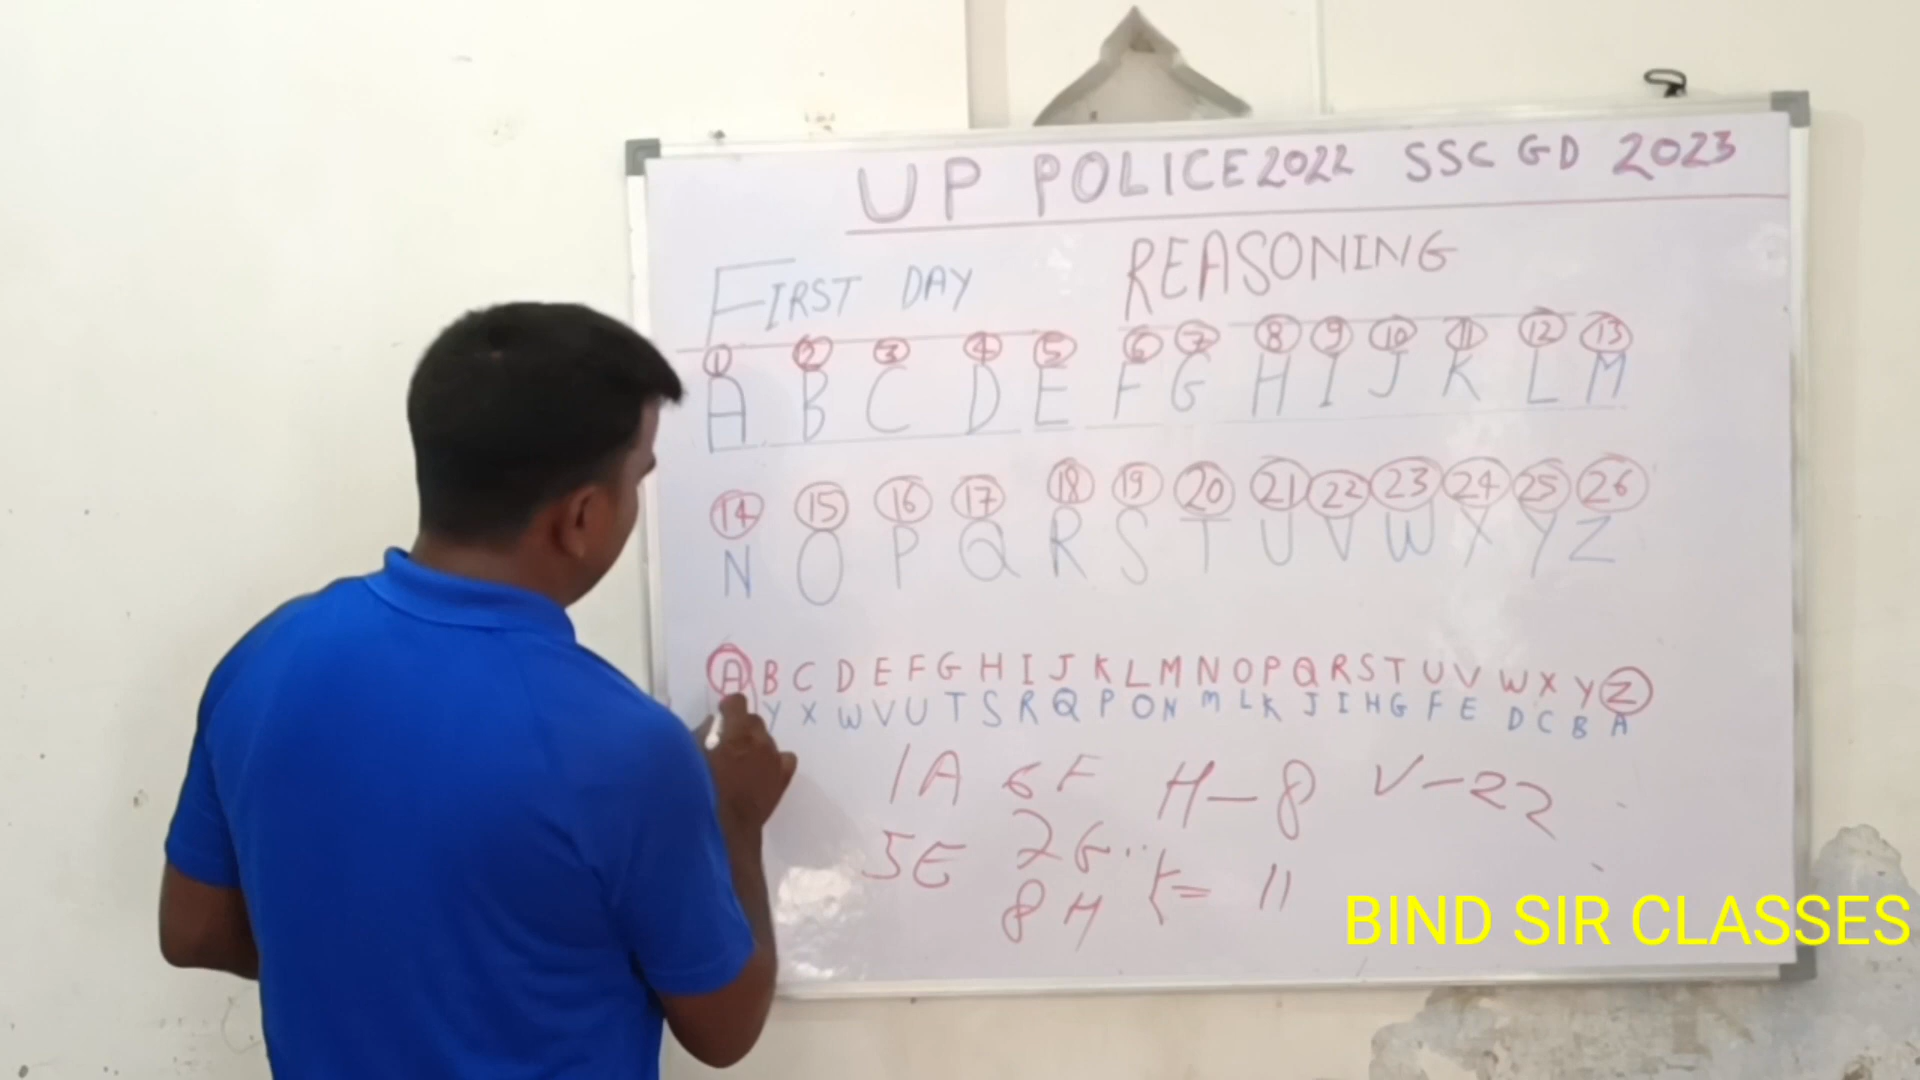 UP POLICE 2022 SSC GD 2023
FIRST DAY REASONING
1 2 3 4 5 6 7 8 9 10 11 12 13
A B C D E F G H I J K L M
14 15 16 17 18 19 20 21 22 23 24 25 26
N O P Q R S T U V W X Y Z
A B C D E F G H I J K L M N O P Q R S T U V W X Y Z
Y X W V U T S R Q P O N M L K J I H G F E D C B A
1A 6F H-8 V-22
5E 7G.. K= 11
8H
BIND SIR CLASSES